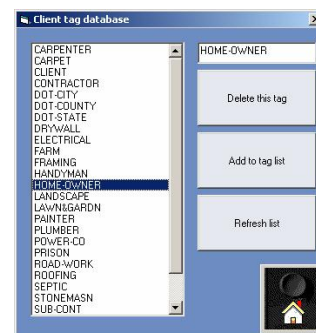 Client tag database
CARPENTER
CARPET
CLIENT
CONTRACTOR
DOT-CITY
DOT-COUNTY
DOT-STATE
DRYWALL
ELECTRICAL
FARM
FRAMING
HANDYMAN
HOME-OWNER
LANDSCAPE
LAWN&GARDN
PAINTER
PLUMBER
POWER-CO
PRISON
ROAD-WORK
ROOFING
SEPTIC
STONEMASN
SUB-CONT
HOME-OWNER
Delete this tag
Add to tag list
Refresh list